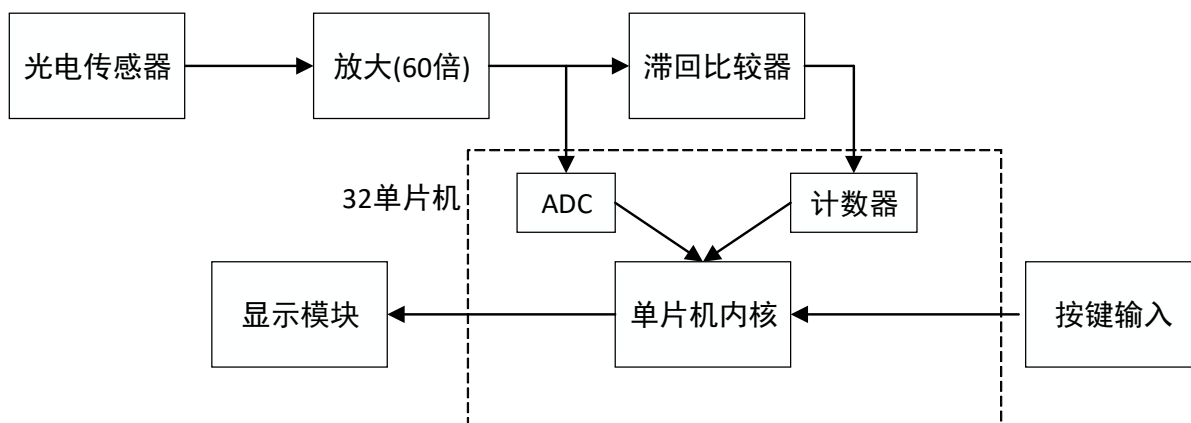 光电传感器
放大(60倍)
滞回比较器
32单片机
ADC
计数器
显示模块
单片机内核
按键输入